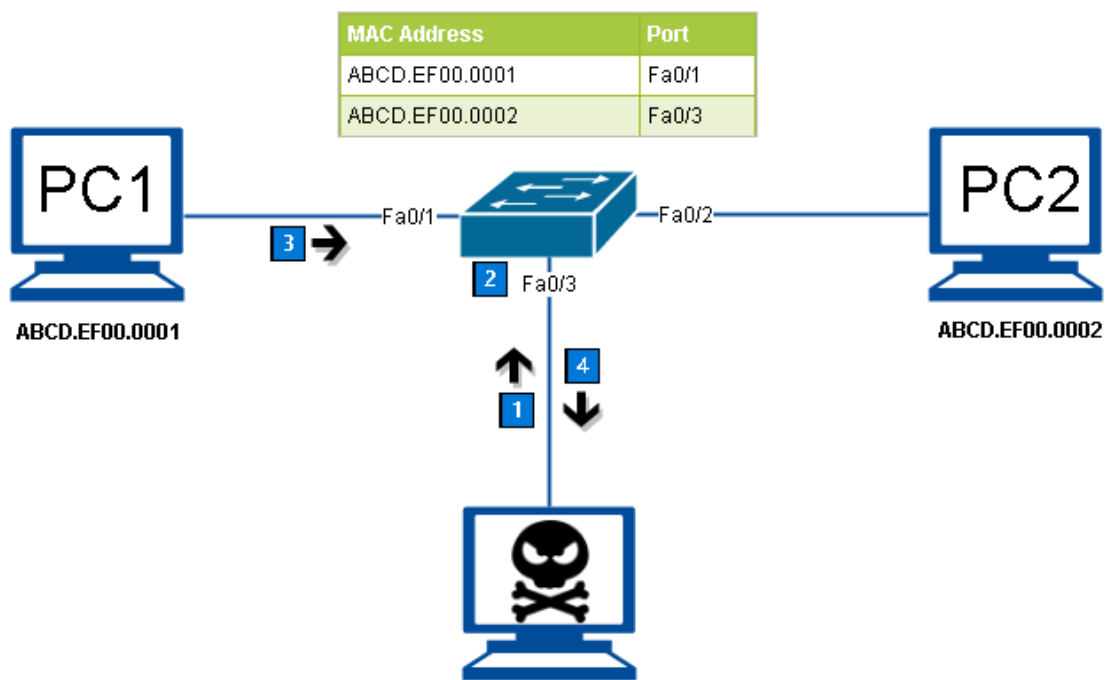 MAC Address Port
ABCD.EF00.0001 Fa0/1
ABCD.EF00.0002 Fa0/3
PC1
PC2
Fa0/1
Fa0/2
3
2
Fa0/3
ABCD.EF00.0001
ABCD.EF00.0002
4
1